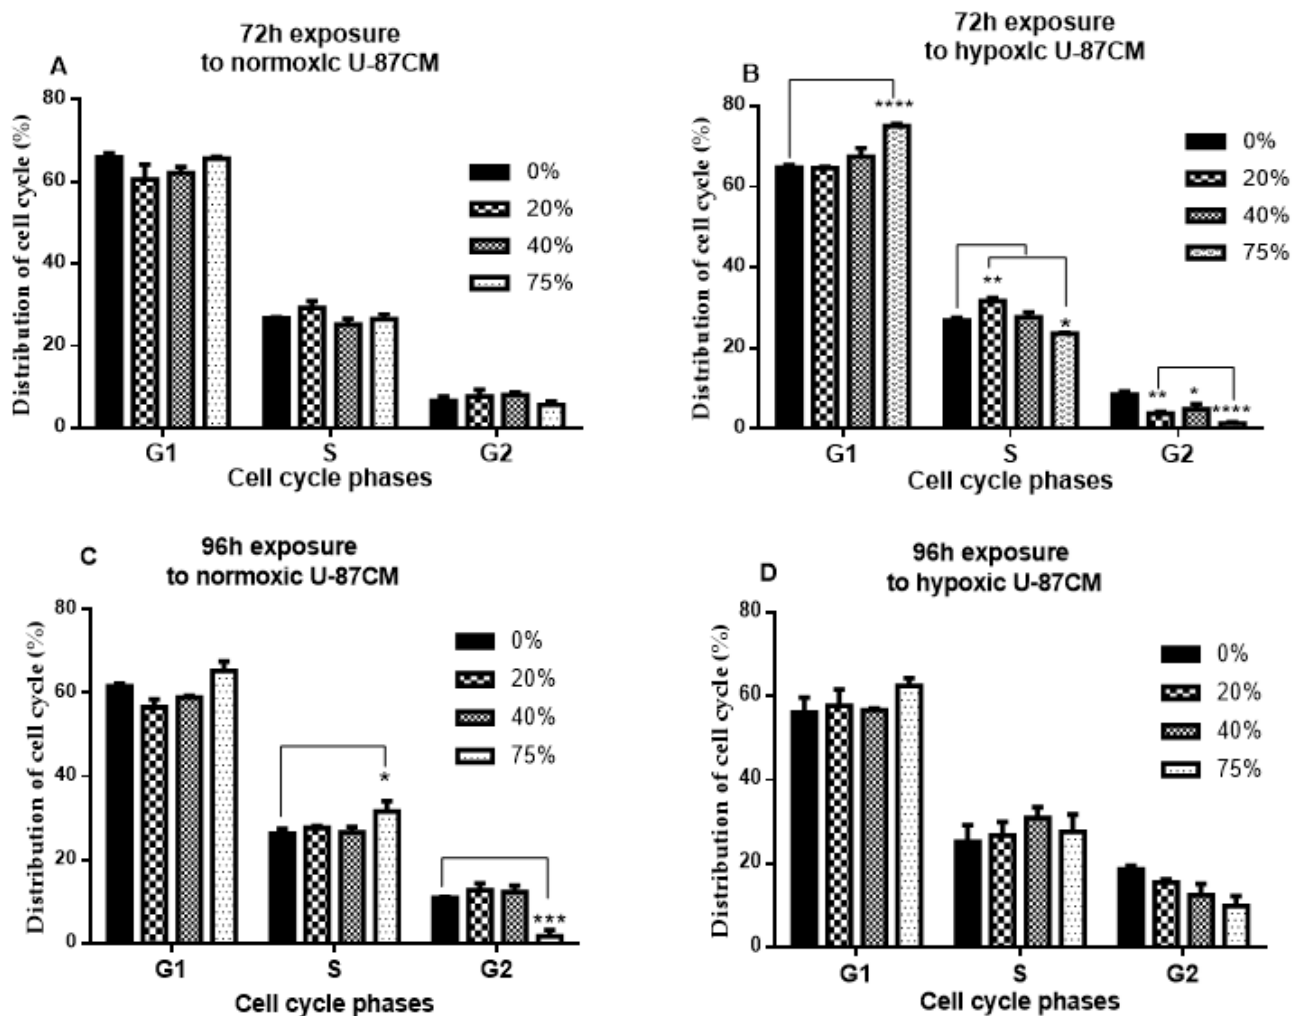 72h exposure
to normoxic U-87CM
A
Distribution of cell cycle (%)
80
60
40
20
0
0%
20%
40%
75%
G1 S G2
Cell cycle phases
72h exposure
to hypoxic U-87CM
B
Distribution of cell cycle (%)
80
60
40
20
0
****
**
*
**
*
****
0%
20%
40%
75%
G1 S G2
Cell cycle phases
96h exposure
to normoxic U-87CM
C
Distribution of cell cycle (%)
80
60
40
20
0
*
***
0%
20%
40%
75%
G1 S G2
Cell cycle phases
96h exposure
to hypoxic U-87CM
D
Distribution of cell cycle (%)
80
60
40
20
0
0%
20%
40%
75%
G1 S G2
Cell cycle phases